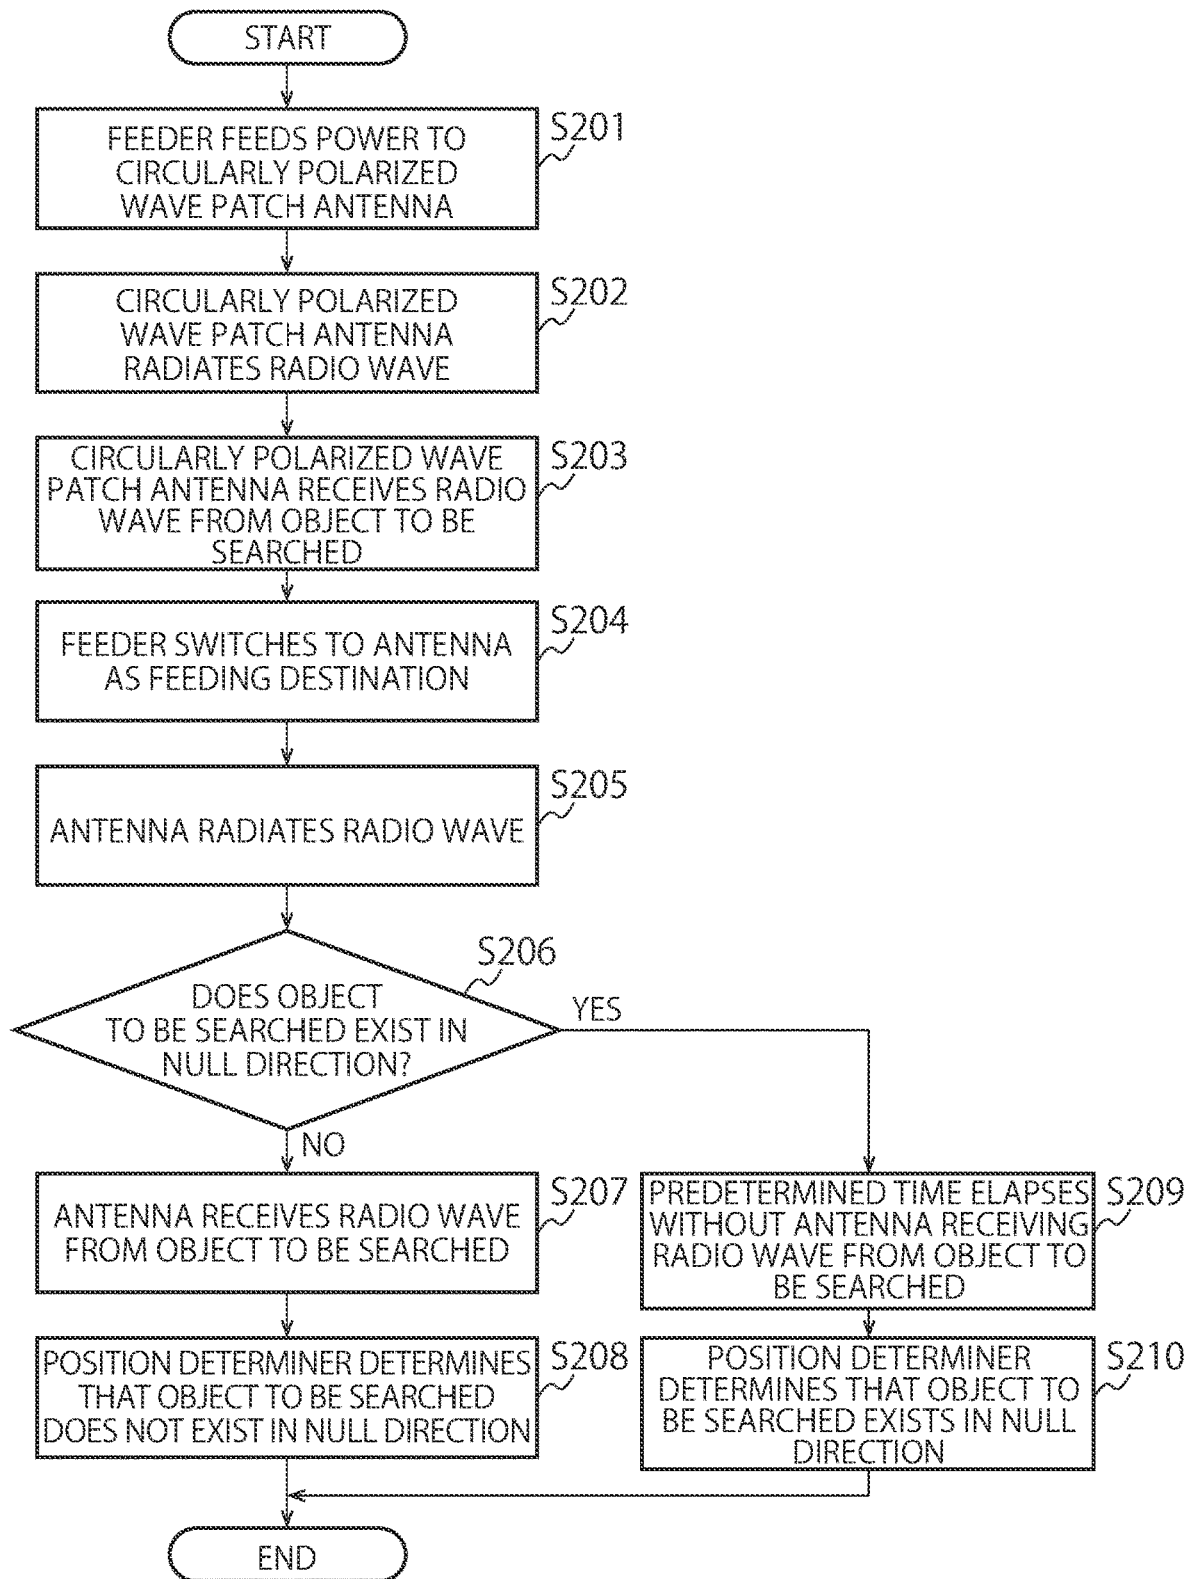 START
FEEDER FEEDS POWER TO
CIRCULARLY POLARIZED
WAVE PATCH ANTENNA
S201
CIRCULARLY POLARIZED
WAVE PATCH ANTENNA
RADIATES RADIO WAVE
S202
CIRCULARLY POLARIZED WAVE
PATCH ANTENNA RECEIVES RADIO
WAVE FROM OBJECT TO BE
SEARCHED
S203
FEEDER SWITCHES TO ANTENNA
AS FEEDING DESTINATION
S204
ANTENNA RADIATES RADIO WAVE
S205
DOES OBJECT
TO BE SEARCHED EXIST IN
NULL DIRECTION?
S206
YES
NO
ANTENNA RECEIVES RADIO WAVE
FROM OBJECT TO BE SEARCHED
S207
PREDETERMINED TIME ELAPSES
WITHOUT ANTENNA RECEIVING
RADIO WAVE FROM OBJECT TO
BE SEARCHED
S209
POSITION DETERMINER DETERMINES
THAT OBJECT TO BE SEARCHED
DOES NOT EXIST IN NULL DIRECTION
S208
POSITION DETERMINER
DETERMINES THAT OBJECT TO
BE SEARCHED EXISTS IN NULL
DIRECTION
S210
END